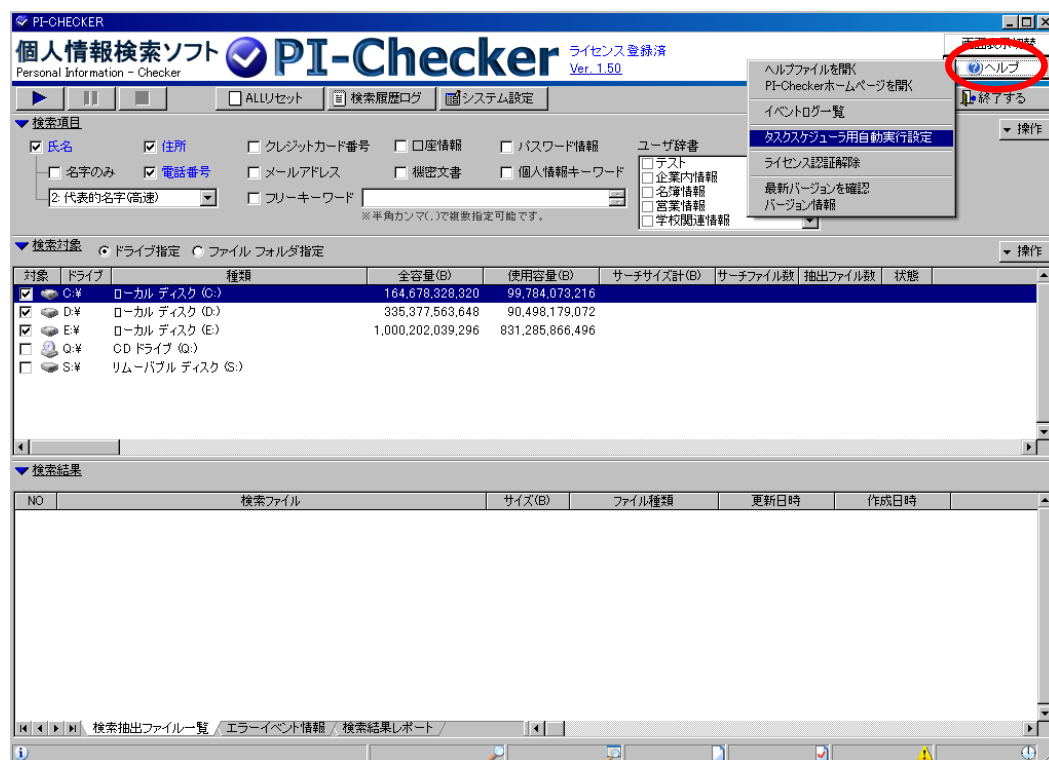 PI-CHECKER
個人情報検索ソフト
Personal Information - Checker
PI-Checker
ライセンス登録済
Ver. 1.50
画面表示切替
ヘルプ
ヘルプファイルを開く
PI-Checkerホームページを開く
イベントログ一覧
タスクスケジューラ用自動実行設定
ライセンス認証解除
最新バージョンを確認
バージョン情報
ALLリセット
検索履歴ログ
システム設定
終了する
検索項目
操作
氏名
住所
クレジットカード番号
口座情報
パスワード情報
ユーザ辞書
名字のみ
電話番号
メールアドレス
機密文書
個人情報キーワード
2: 代表的名字(高速)
フリーキーワード
※半角カンマ(,)で複数指定可能です。
テスト
企業内情報
名簿情報
営業情報
学校関連情報
検索対象
ドライブ指定
ファイル フォルダ指定
操作
対象 ドライブ 種類 全容量(B) 使用容量(B) サーチサイズ計(B) サーチファイル数 抽出ファイル数 状態
C:¥ ローカル ディスク (C:) 164,678,328,320 99,784,073,216
D:¥ ローカル ディスク (D:) 335,377,563,648 90,498,179,072
E:¥ ローカル ディスク (E:) 1,000,202,039,296 831,285,866,496
Q:¥ CD ドライブ (Q:)
S:¥ リムーバブル ディスク (S:)
検索結果
NO 検索ファイル サイズ(B) ファイル種類 更新日時 作成日時
検索抽出ファイル一覧 エラーイベント情報 検索結果レポート